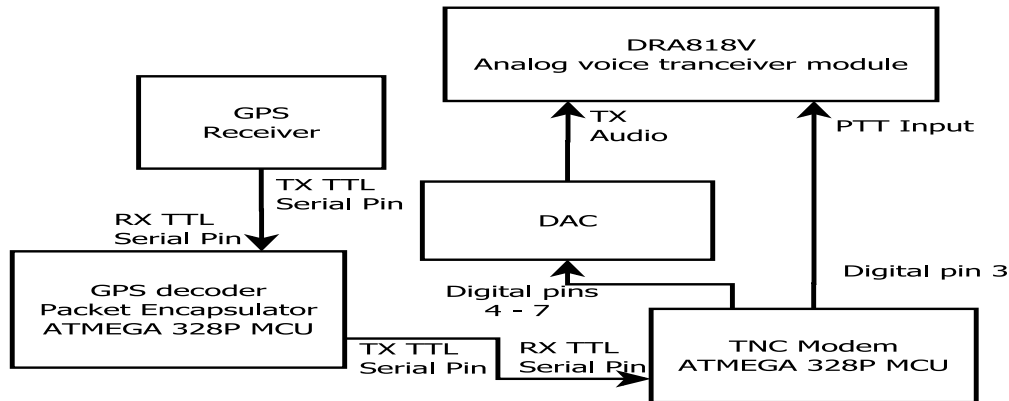 DRA818V
Analog voice tranceiver module
GPS
Receiver
TX
Audio
PTT Input
TX TTL
Serial Pin
RX TTL
Serial Pin
DAC
GPS decoder
Packet Encapsulator
ATMEGA 328P MCU
Digital pins
4 - 7
Digital pin 3
TX TTL
Serial Pin
RX TTL
Serial Pin
TNC Modem
ATMEGA 328P MCU